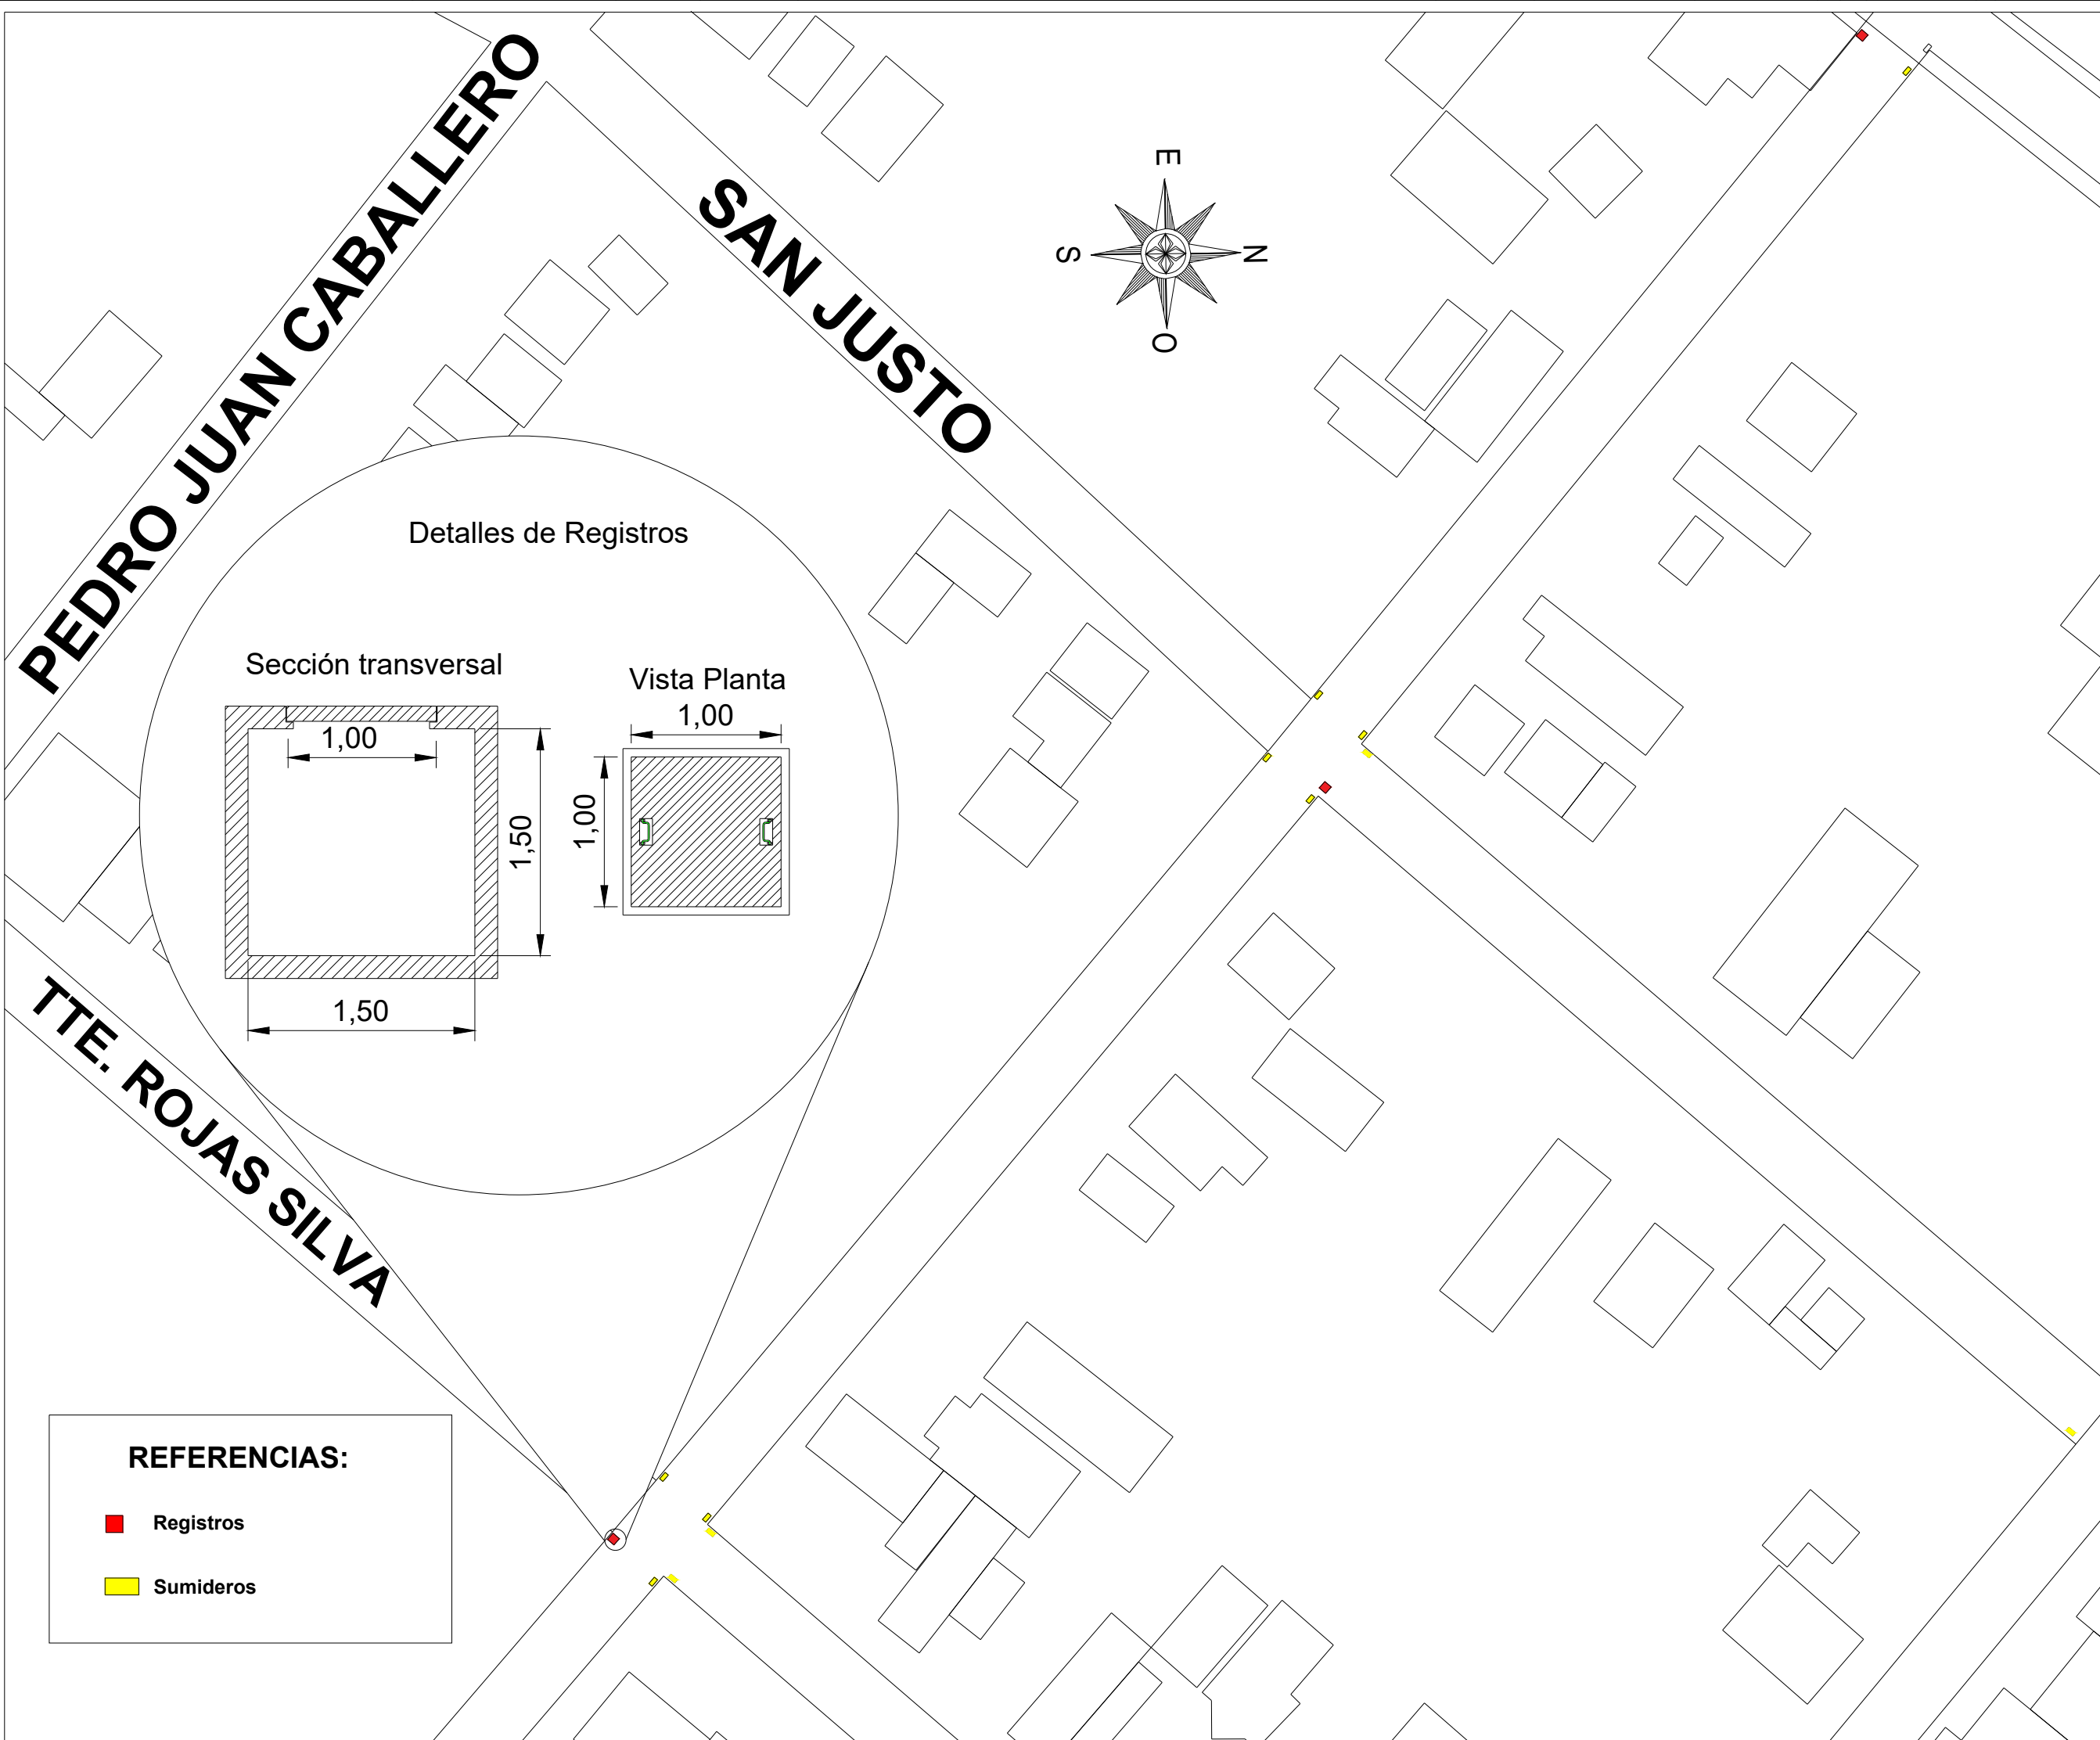 PEDRO JUAN CABALLERO
SAN JUSTO
E
S
N
O
Detalles de Registros
Sección transversal
1,00
1,50
1,50
Vista Planta
1,00
1,00
TTE. ROJAS SILVA
REFERENCIAS:
Registros
Sumideros